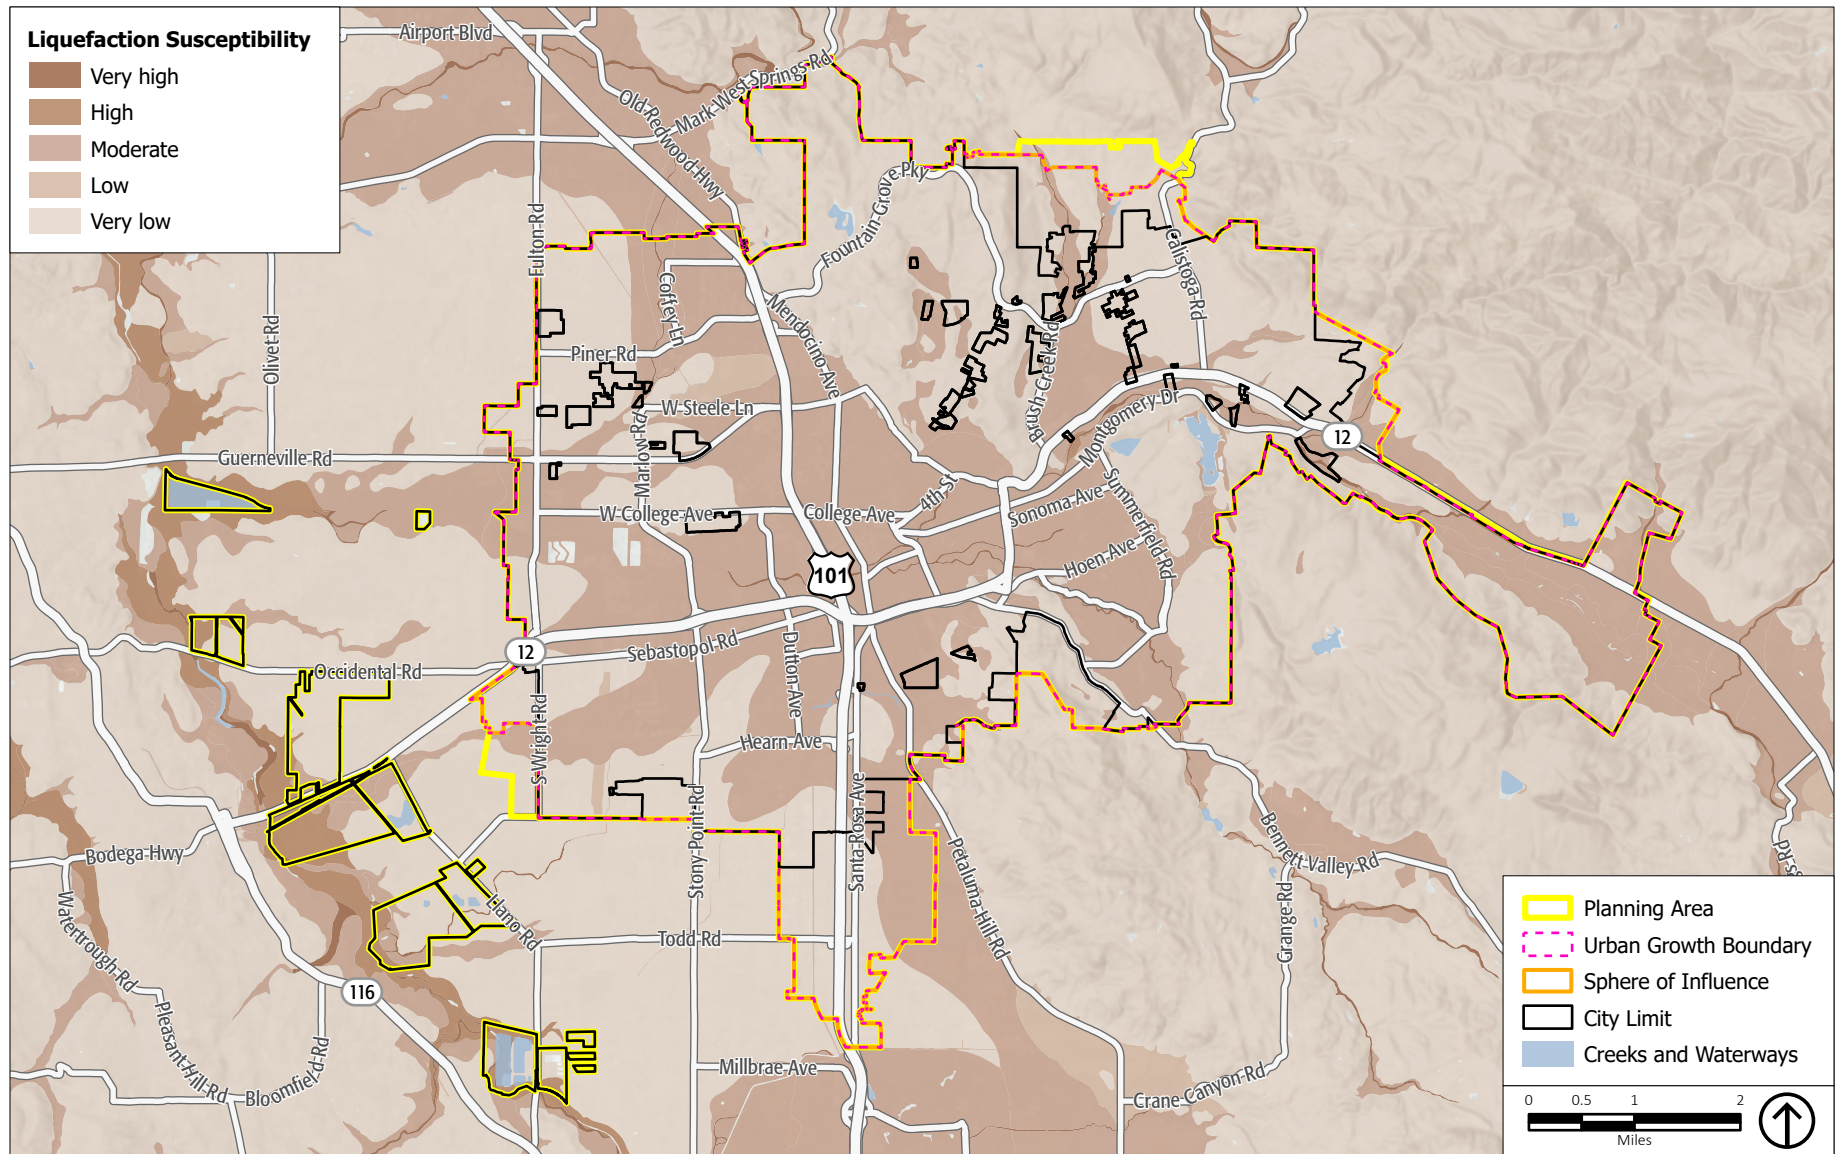 Liquefaction Susceptibility
Very high
High
Moderate
Low
Very low
Airport Blvd
Mark West Springs Rd
Old Redwood Hwy
Fountain Grove Pky
Fulton Rd
Coffey Ln
Calistoga Rd
Olivet Rd
Piner Rd
Mendocino Ave
Brush Creek Rd
W Steele Ln
Marlow Rd
Montgomery Dr
12
Guerneville Rd
4th St
Summerfield Rd
W College Ave
College Ave
Sonoma Ave
Hoen Ave
101
12
Sebastopol Rd
Dutton Ave
Occidental Rd
S Wright Rd
Hearn Ave
Santa Rosa Ave
Stony Point Rd
Petaluma Hill Rd
Bennett Valley Rd
Bodega Hwy
Grange Rd
ss Rd
Watertrough Rd
Llano Rd
Todd Rd
116
Pleasant Hill Rd
Bloomfield Rd
Millbrae Ave
Crane Canyon Rd
Planning Area
Urban Growth Boundary
Sphere of Influence
City Limit
Creeks and Waterways
0 0.5 1 2
Miles